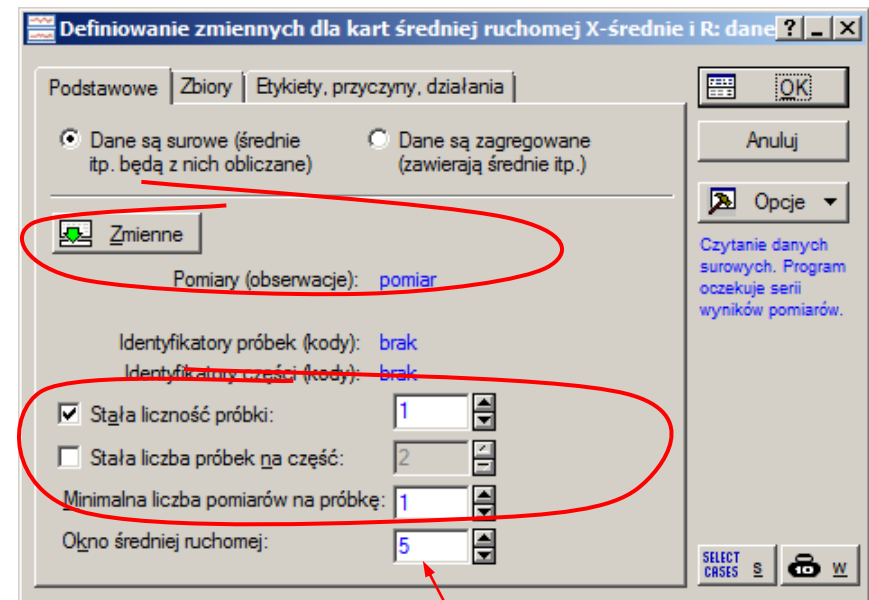 Definiowanie zmiennych dla kart średniej ruchomej X-średnie i R: dane
Podstawowe
Zbiory
Etykiety, przyczyny, działania
Dane są surowe (średnie
itp. będą z nich obliczane)
Dane są zagregowane
(zawierają średnie itp.)
Zmienne
Pomiary (obserwacje): pomiar
Identyfikatory próbek (kody): brak
Identyfikatory części (kody): brak
Stała liczność próbki: 1
Stała liczba próbek na część: 2
Minimalna liczba pomiarów na próbkę: 1
Okno średniej ruchomej: 5
OK
Anuluj
Opcje
Czytanie danych
surowych. Program
oczekuje serii
wyników pomiarów.
SELECT
CASES S
10 W